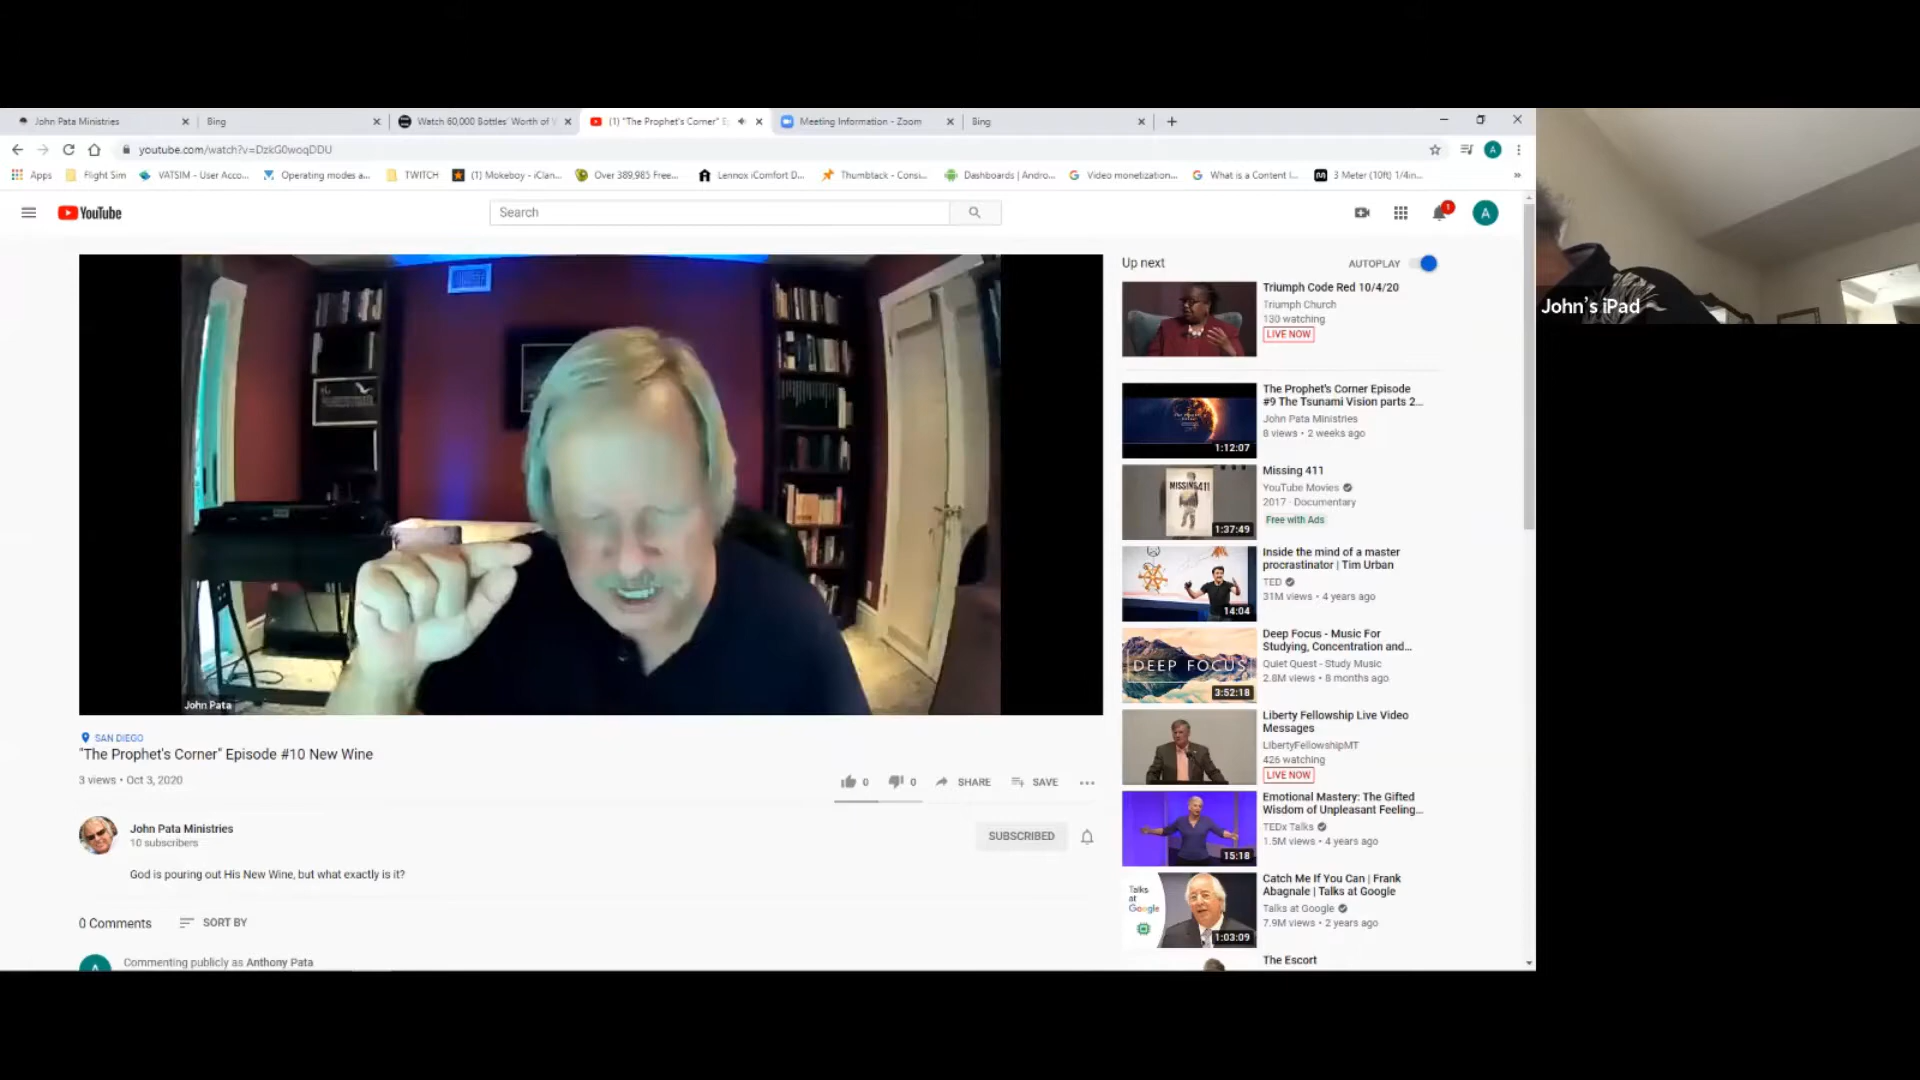 John Pata Ministries
Bing
Watch 60,000 Bottles' Worth of
(1) "The Prophet's Corner" E
Meeting Information - Zoom
Bing
youtube.com/watch?v=DzkG0woqDDU
A
Apps
Flight Sim
VATSIM - User Acco...
Operating modes a...
TWITCH
(1) Mokeboy - iClan...
Over 389,985 Free...
Lennox iComfort D...
Thumbtack - Consi...
Dashboards | Andro...
Video monetization...
What is a Content I...
3 Meter (10ft) 1/4in...
YouTube
Search
1
A
John's iPad
John Pata
SAN DIEGO
"The Prophet's Corner" Episode #10 New Wine
3 views • Oct 3, 2020
0
0
SHARE
SAVE
John Pata Ministries
10 subscribers
SUBSCRIBED
God is pouring out His New Wine, but what exactly is it?
0 Comments
SORT BY
A
Commenting publicly as Anthony Pata
Up next
AUTOPLAY
Triumph Code Red 10/4/20
Triumph Church
130 watching
LIVE NOW
1:12:07
The Prophet's Corner Episode
#9 The Tsunami Vision parts 2...
John Pata Ministries
8 views • 2 weeks ago
MISSING 411
1:37:49
Missing 411
YouTube Movies
2017 · Documentary
Free with Ads
14:04
Inside the mind of a master
procrastinator | Tim Urban
TED
31M views • 4 years ago
DEEP FOCUS
3:52:18
Deep Focus - Music For
Studying, Concentration and...
Quiet Quest - Study Music
2.8M views • 8 months ago
Liberty Fellowship Live Video
Messages
LibertyFellowshipMT
426 watching
LIVE NOW
15:18
Emotional Mastery: The Gifted
Wisdom of Unpleasant Feeling...
TEDx Talks
1.5M views • 4 years ago
Talks
at
Google
1:03:09
Catch Me If You Can | Frank
Abagnale | Talks at Google
Talks at Google
7.9M views • 2 years ago
The Escort